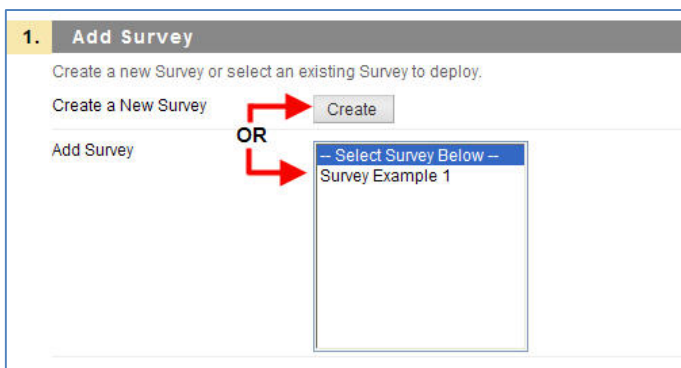 1. Add Survey
Create a new Survey or select an existing Survey to deploy.
Create a New Survey
Create
OR
Add Survey
-- Select Survey Below --
Survey Example 1